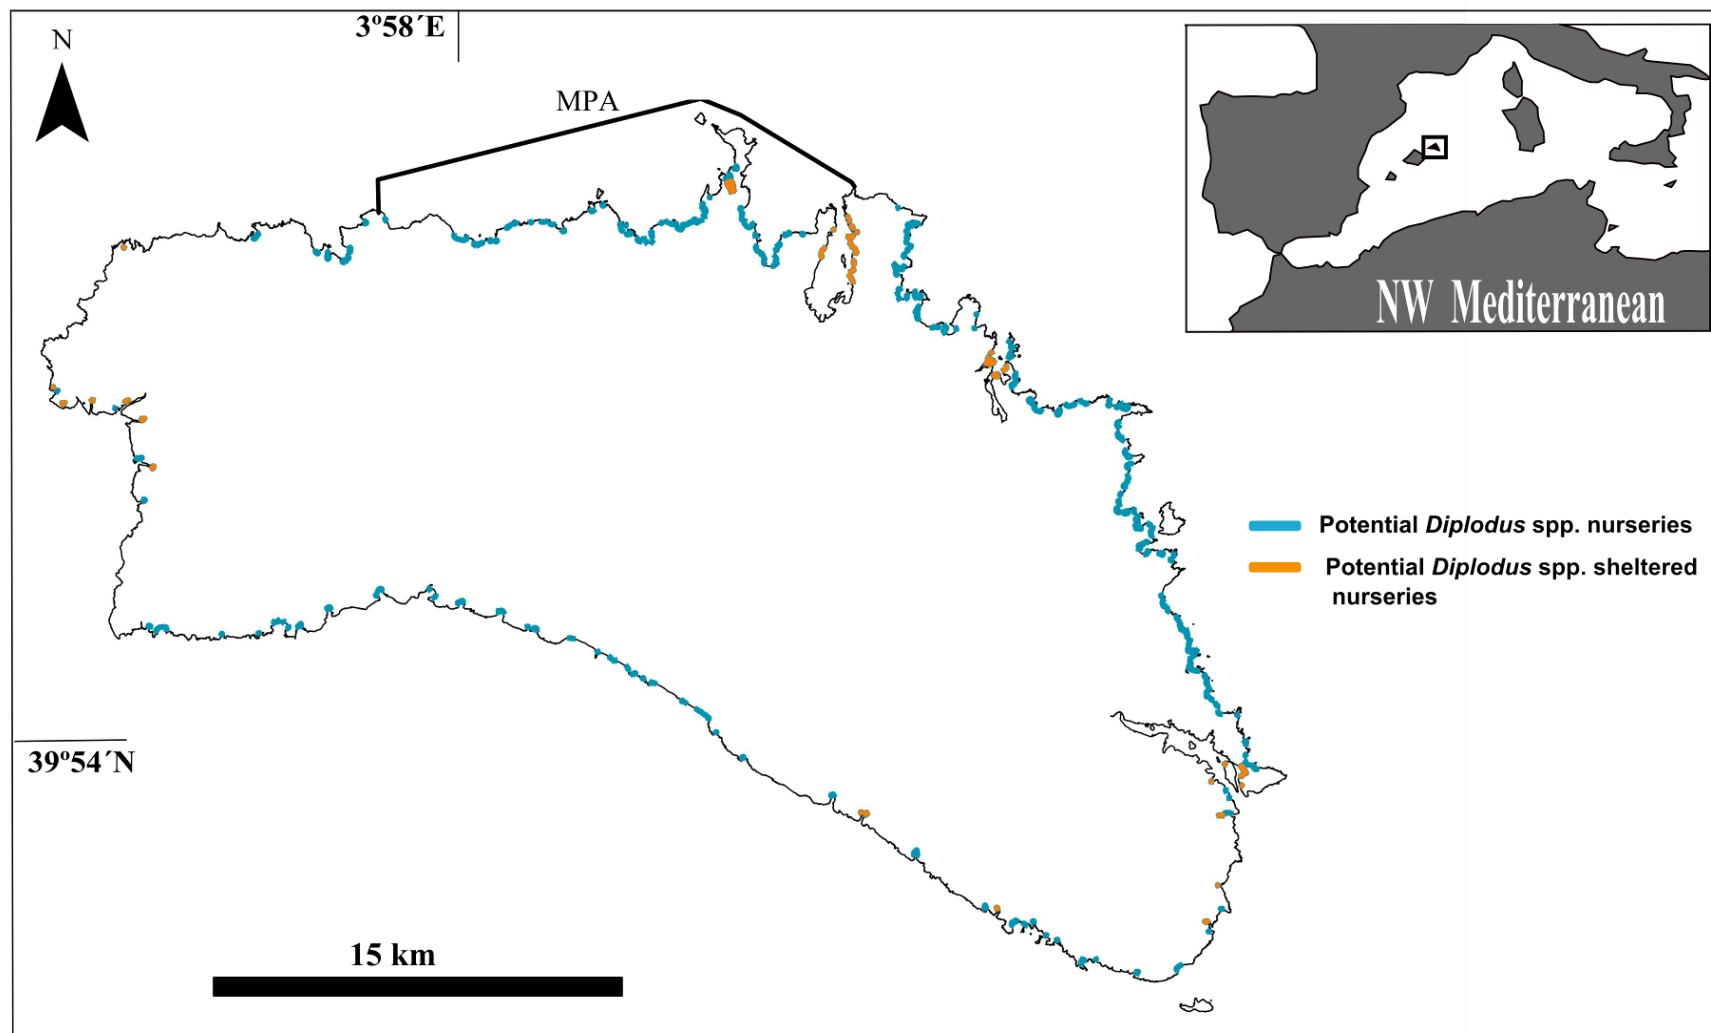 3º58´E
N
MPA
NW Mediterranean
Potential Diplodus spp. nurseries
Potential Diplodus spp. sheltered
nurseries
39º54´N
15 km